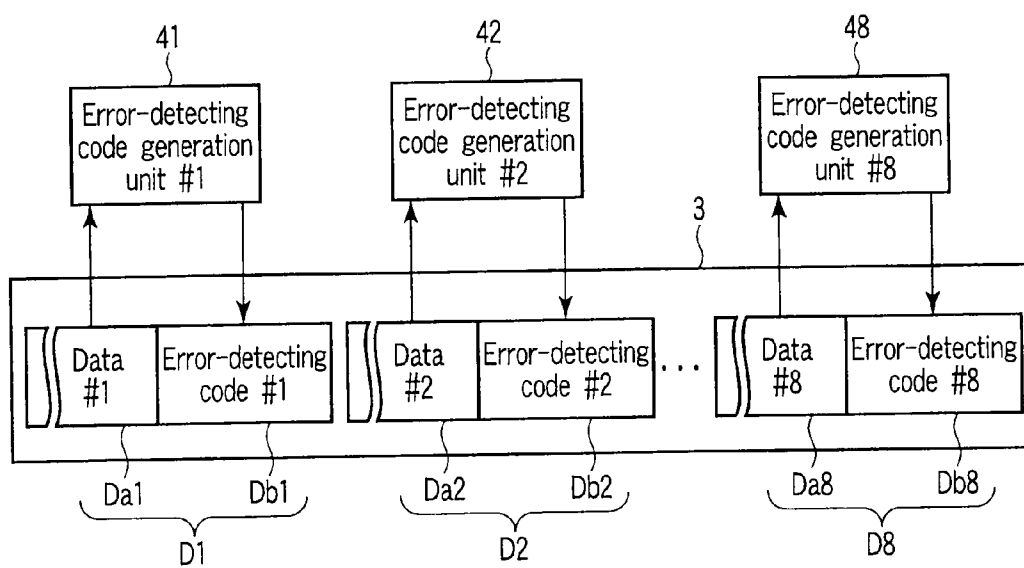 41
42
48
Error-detecting
code generation
unit #1
Error-detecting
code generation
unit #2
Error-detecting
code generation
unit #8
3
Data
#1
Error-detecting
code #1
Data
#2
Error-detecting
code #2
...
Data
#8
Error-detecting
code #8
Da1
Db1
Da2
Db2
Da8
Db8
D1
D2
D8